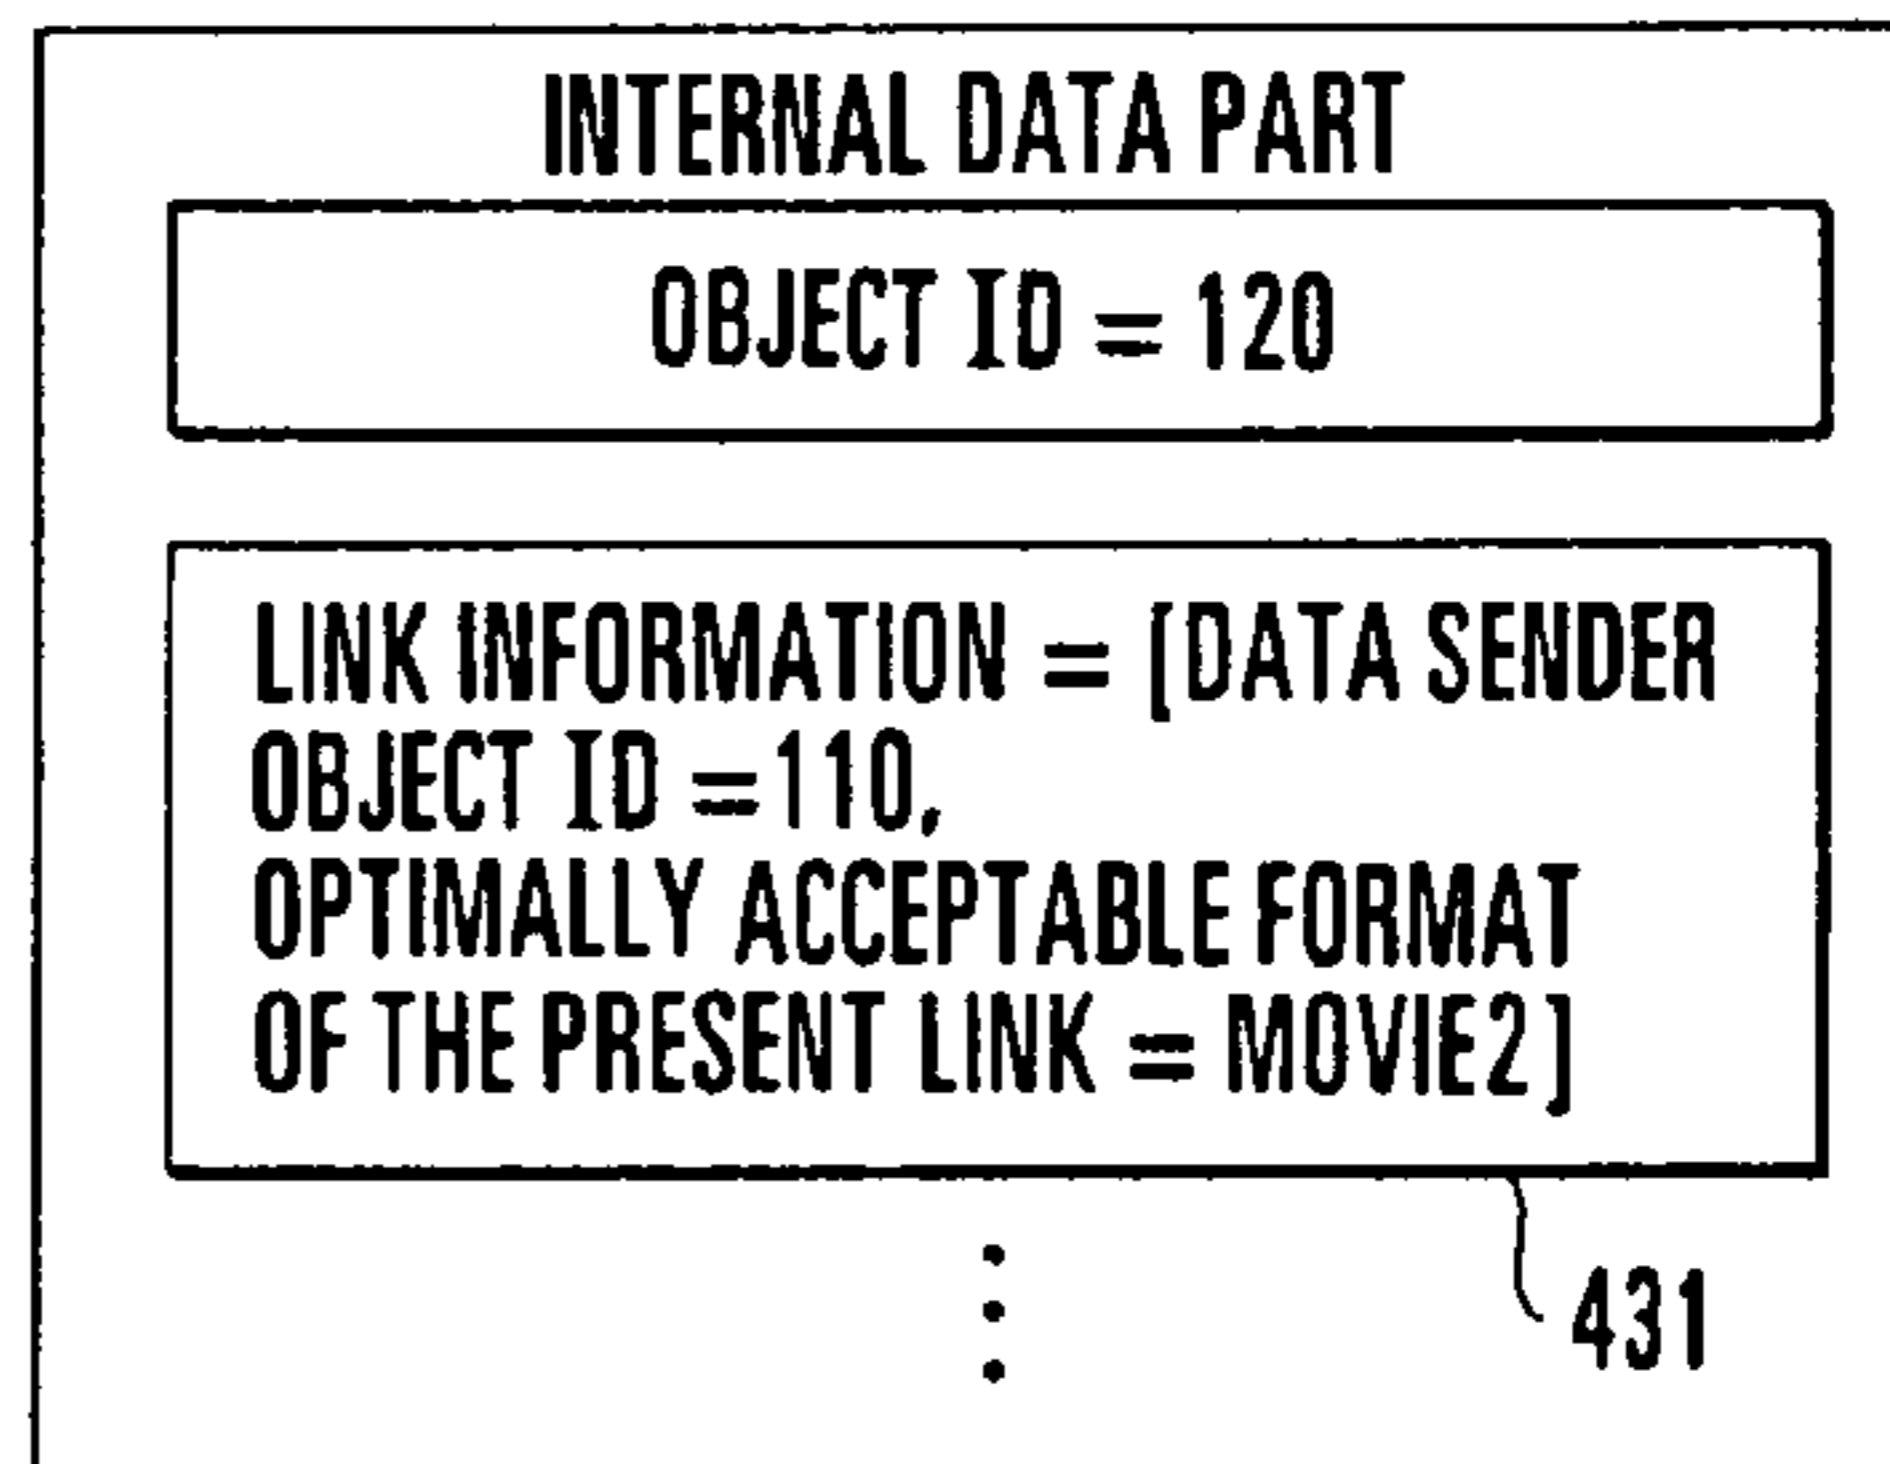 INTERNAL DATA PART
OBJECT ID = 120
LINK INFORMATION = [DATA SENDER
OBJECT ID =110,
OPTIMALLY ACCEPTABLE FORMAT
OF THE PRESENT LINK = MOVIE2]
431